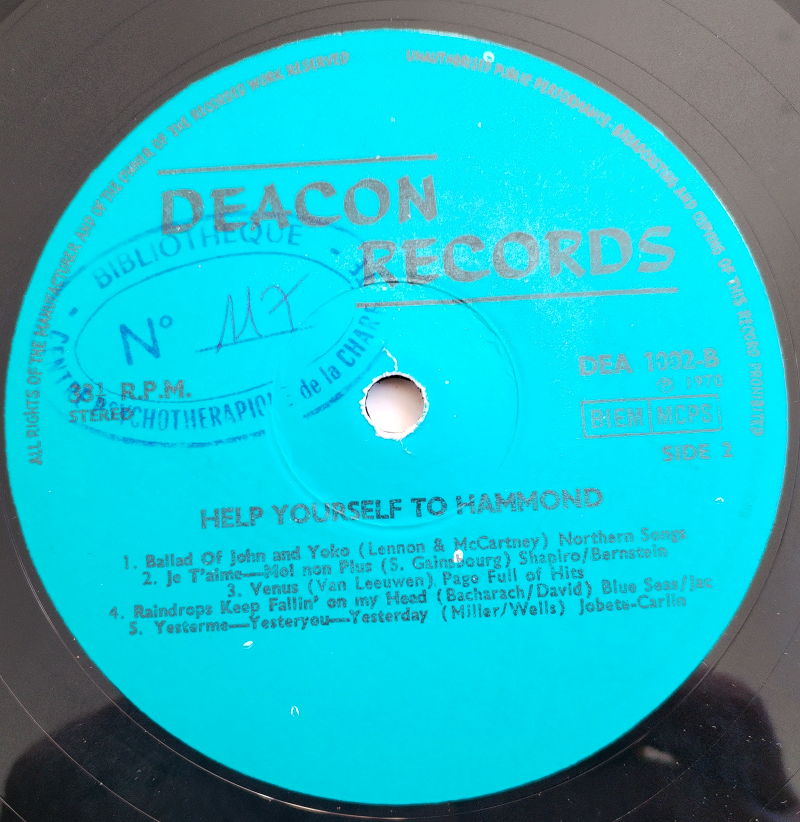 ALL RIGHTS OF THE MANUFACTURER AND OF THE OWNER OF THE RECORDED WORK RESERVED
UNAUTHORISED PUBLIC PERFORMANCE · BROADCASTING AND COPYING OF THIS RECORD PROHIBITED
DEACON
RECORDS
BIBLIOTHEQUE
N° 117
PSYCHOTHERAPIQUE de la
33⅓ R.P.M.
STEREO
DEA 1002-B
℗ 1970
BIEM MCPS
SIDE 2
HELP YOURSELF TO HAMMOND
1. Ballad Of John and Yoko (Lennon & McCartney) Northern Songs
2. Je T'aime—Moi non Plus (S. Gainsbourg) Shapiro/Bernstein
3. Venus (Van Leeuwen) Page Full of Hits
4. Raindrops Keep Fallin' on my Head (Bacharach/David) Blue Seas/Jac
5. Yesterme—Yesteryou—Yesterday (Miller/Wells) Jobete-Carlin